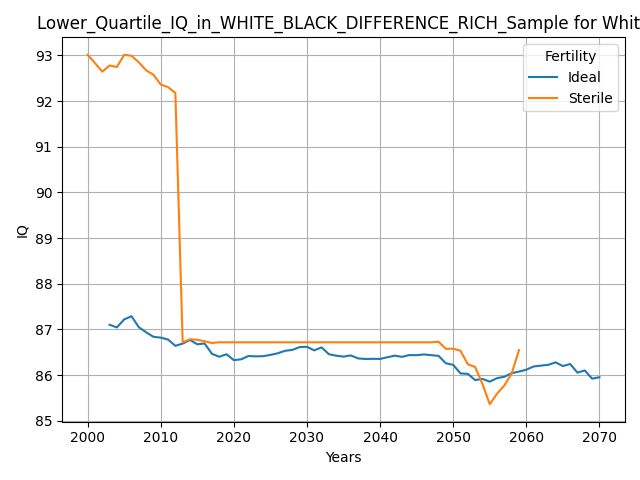 Lower_Quartile_IQ_in_WHITE_BLACK_DIFFERENCE_RICH_Sample for Whit
Fertility
Ideal
Sterile
IQ
93
92
91
90
89
88
87
86
85
2000 2010 2020 2030 2040 2050 2060 2070
Years